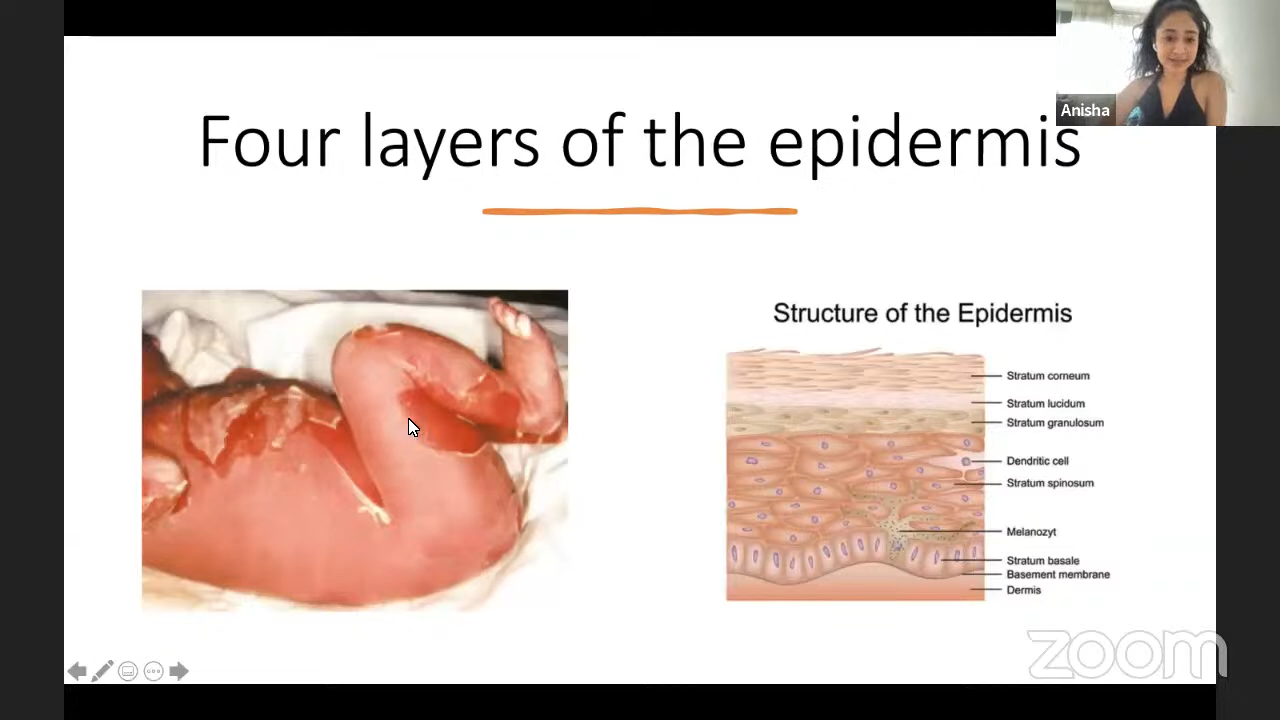 Anisha
Four layers of the epidermis
Structure of the Epidermis
Stratum corneum
Stratum lucidum
Stratum granulosum
Dendritic cell
Stratum spinosum
Melanozyt
Stratum basale
Basement membrane
Dermis
zoom